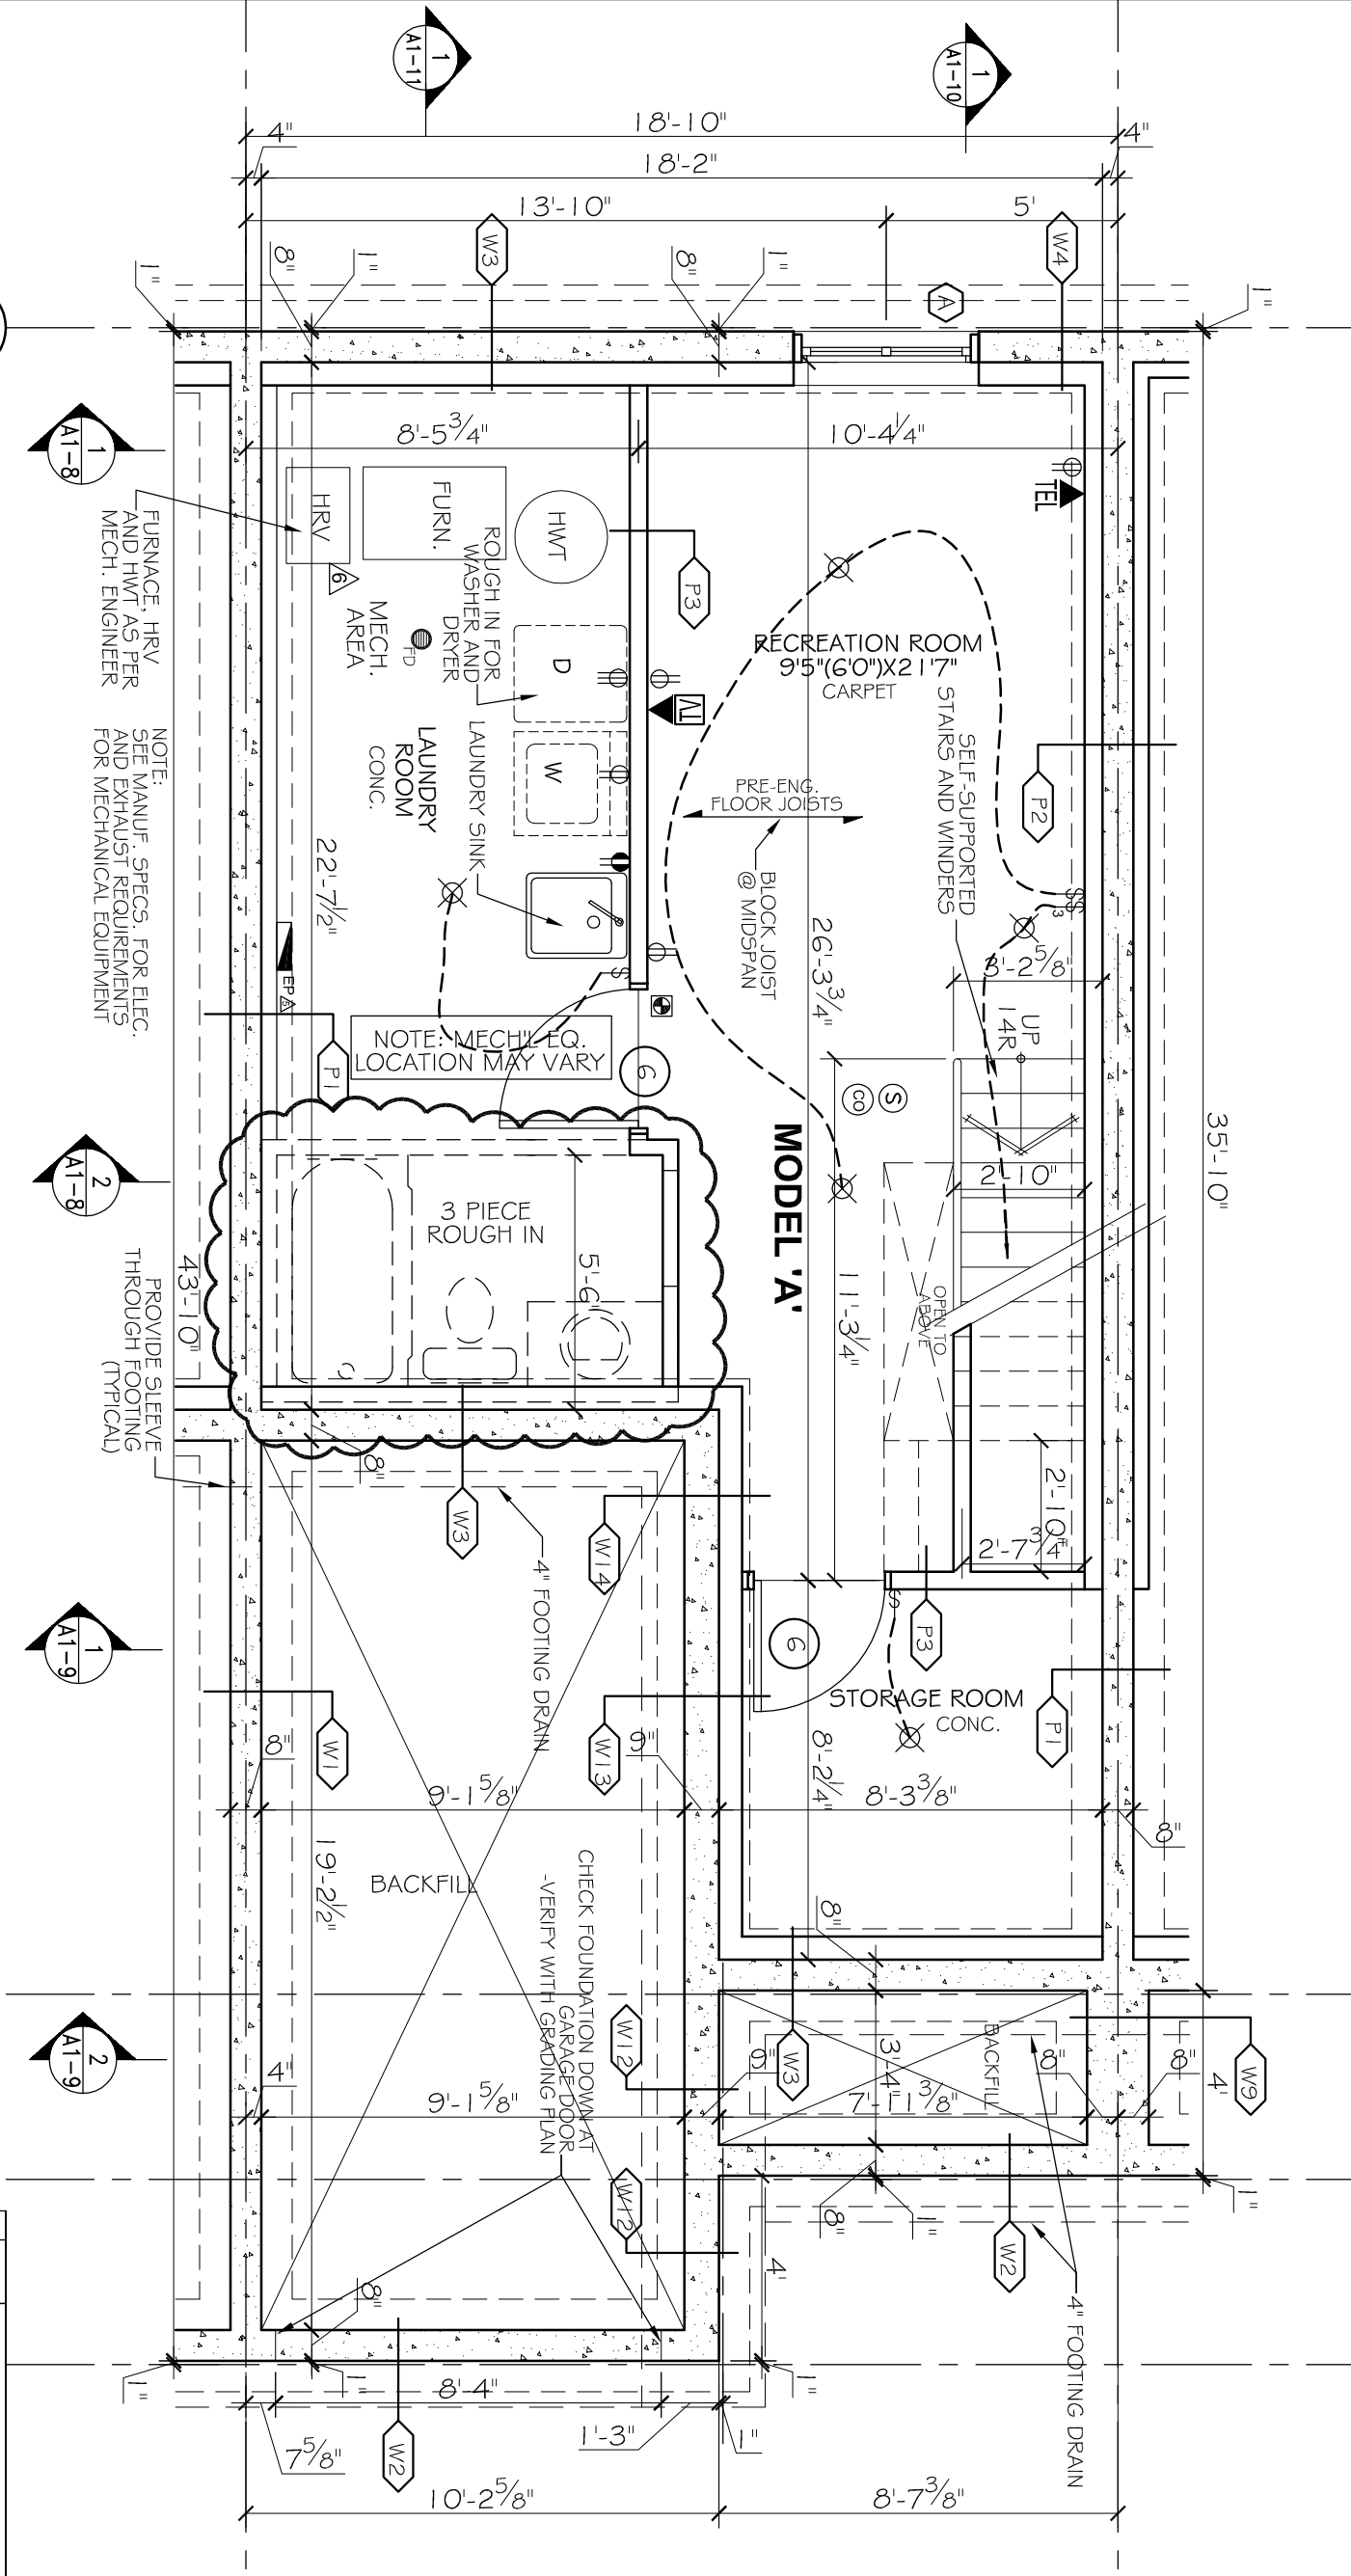 1
A1-11
1
A1-10
18'-10"
4"
4"
18'-2"
13'-10"
5'
W3
W4
8"
1"
1"
8"
1"
A
1"
8'-5 3/4"
10'-4 1/4"
1
A1-8
TEL
HRV
FURN.
HWT
6
P3
FURNACE, HRV
AND HWT AS PER
MECH. ENGINEER
MECH.
AREA
FD
ROUGH IN FOR
WASHER AND
DRYER
D
W
TV
RECREATION ROOM
9'5"(6'0")X21'7"
CARPET
SELF-SUPPORTED
STAIRS AND WINDERS
P2
PRE-ENG.
FLOOR JOISTS
BLOCK JOIST
@ MIDSPAN
LAUNDRY
ROOM
CONC.
LAUNDRY SINK
NOTE:
SEE MANUF. SPECS. FOR ELEC.
AND EXHAUST REQUIREMENTS
FOR MECHANICAL EQUIPMENT
22'-7 1/2"
26'-3 3/4"
SS
3
3'-2 5/8"
S
EP
UP
14R
P1
NOTE: MECH'L EQ.
LOCATION MAY VARY
6
CO
S
35'-10"
MODEL 'A'
2'-10"
2
A1-8
3 PIECE
ROUGH IN
5'-6"
11'-3 1/4"
OPEN TO
ABOVE
43'-10"
PROVIDE SLEEVE
THROUGH FOOTING
(TYPICAL)
8"
W3
W14
4" FOOTING DRAIN
2'-10"
2'-7 3/4"
S
P3
6
1
A1-9
STORAGE ROOM
CONC.
P1
W1
W13
8"
9"
8'-2 1/4"
9'-1 5/8"
8'-3 3/8"
8"
BACKFILL
19'-2 1/2"
CHECK FOUNDATION DOWN AT
GARAGE DOOR
-VERIFY WITH GRADING PLAN
8"
2
A1-9
W12
W3
BACKFILL
W9
4"
9"
3'-4"
8"
8"
4'
9'-1 5/8"
7'-11 3/8"
W12
8"
1"
1"
W2
4'
4" FOOTING DRAIN
8"
1"
1"
1"
8'-4"
1'-3"
1"
7 5/8"
W2
10'-2 5/8"
8'-7 3/8"